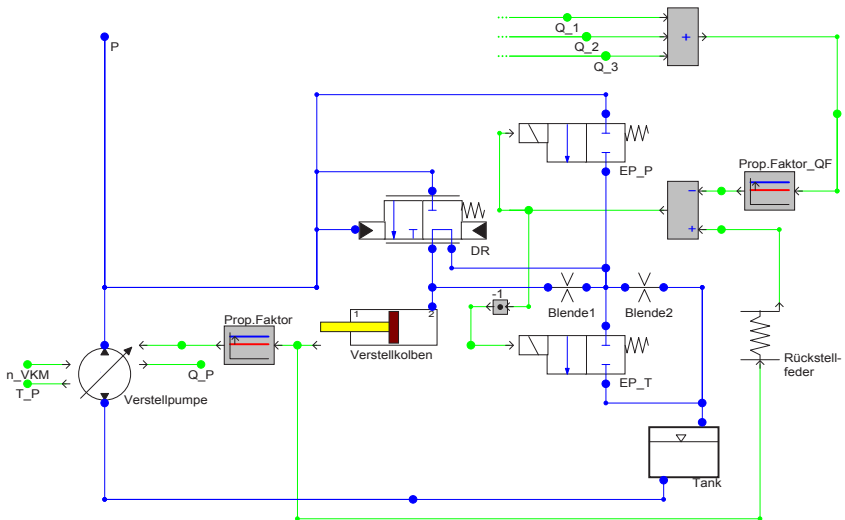 Q_1
P
+
Q_2
Q_3
EP_P
Prop.Faktor_QF
−
+
DR
-1
Blende1
Blende2
Prop.Faktor
1
2
Verstellkolben
n_VKM
T_P
Q_P
Verstellpumpe
EP_T
Rückstell-
feder
Tank